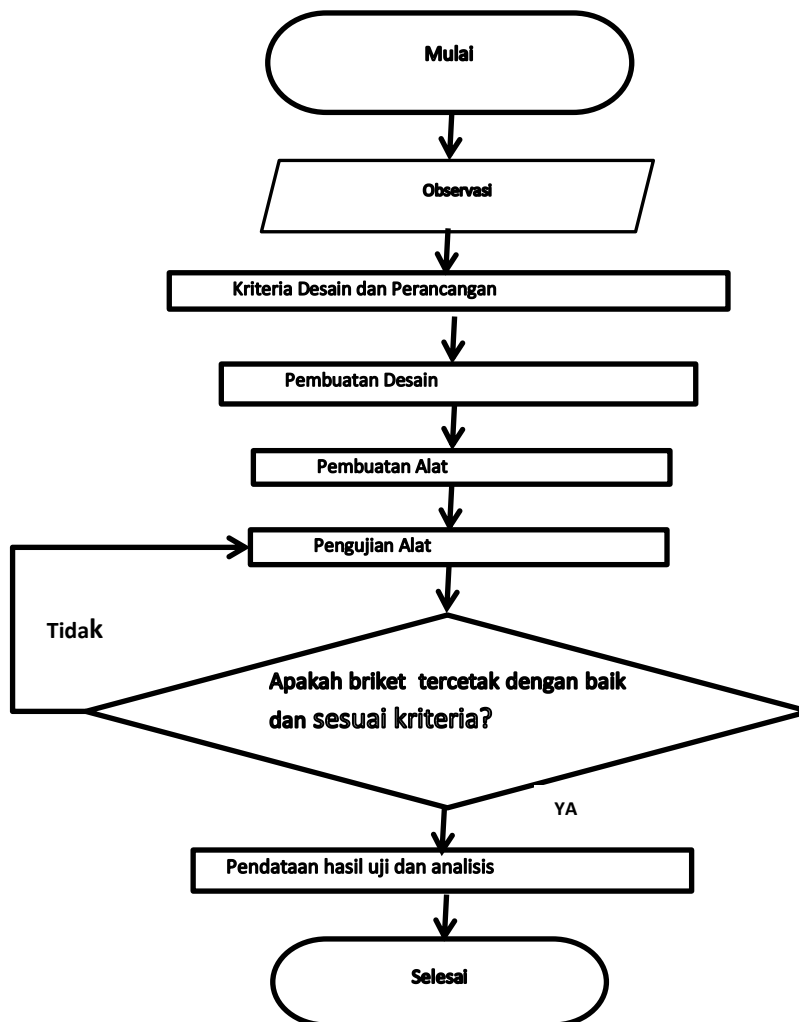 Mulai
Observasi
Kriteria Desain dan Perancangan
Pembuatan Desain
Pembuatan Alat
Pengujian Alat
Tidak
Apakah briket tercetak dengan baik
dan sesuai kriteria?
YA
Pendataan hasil uji dan analisis
Selesai